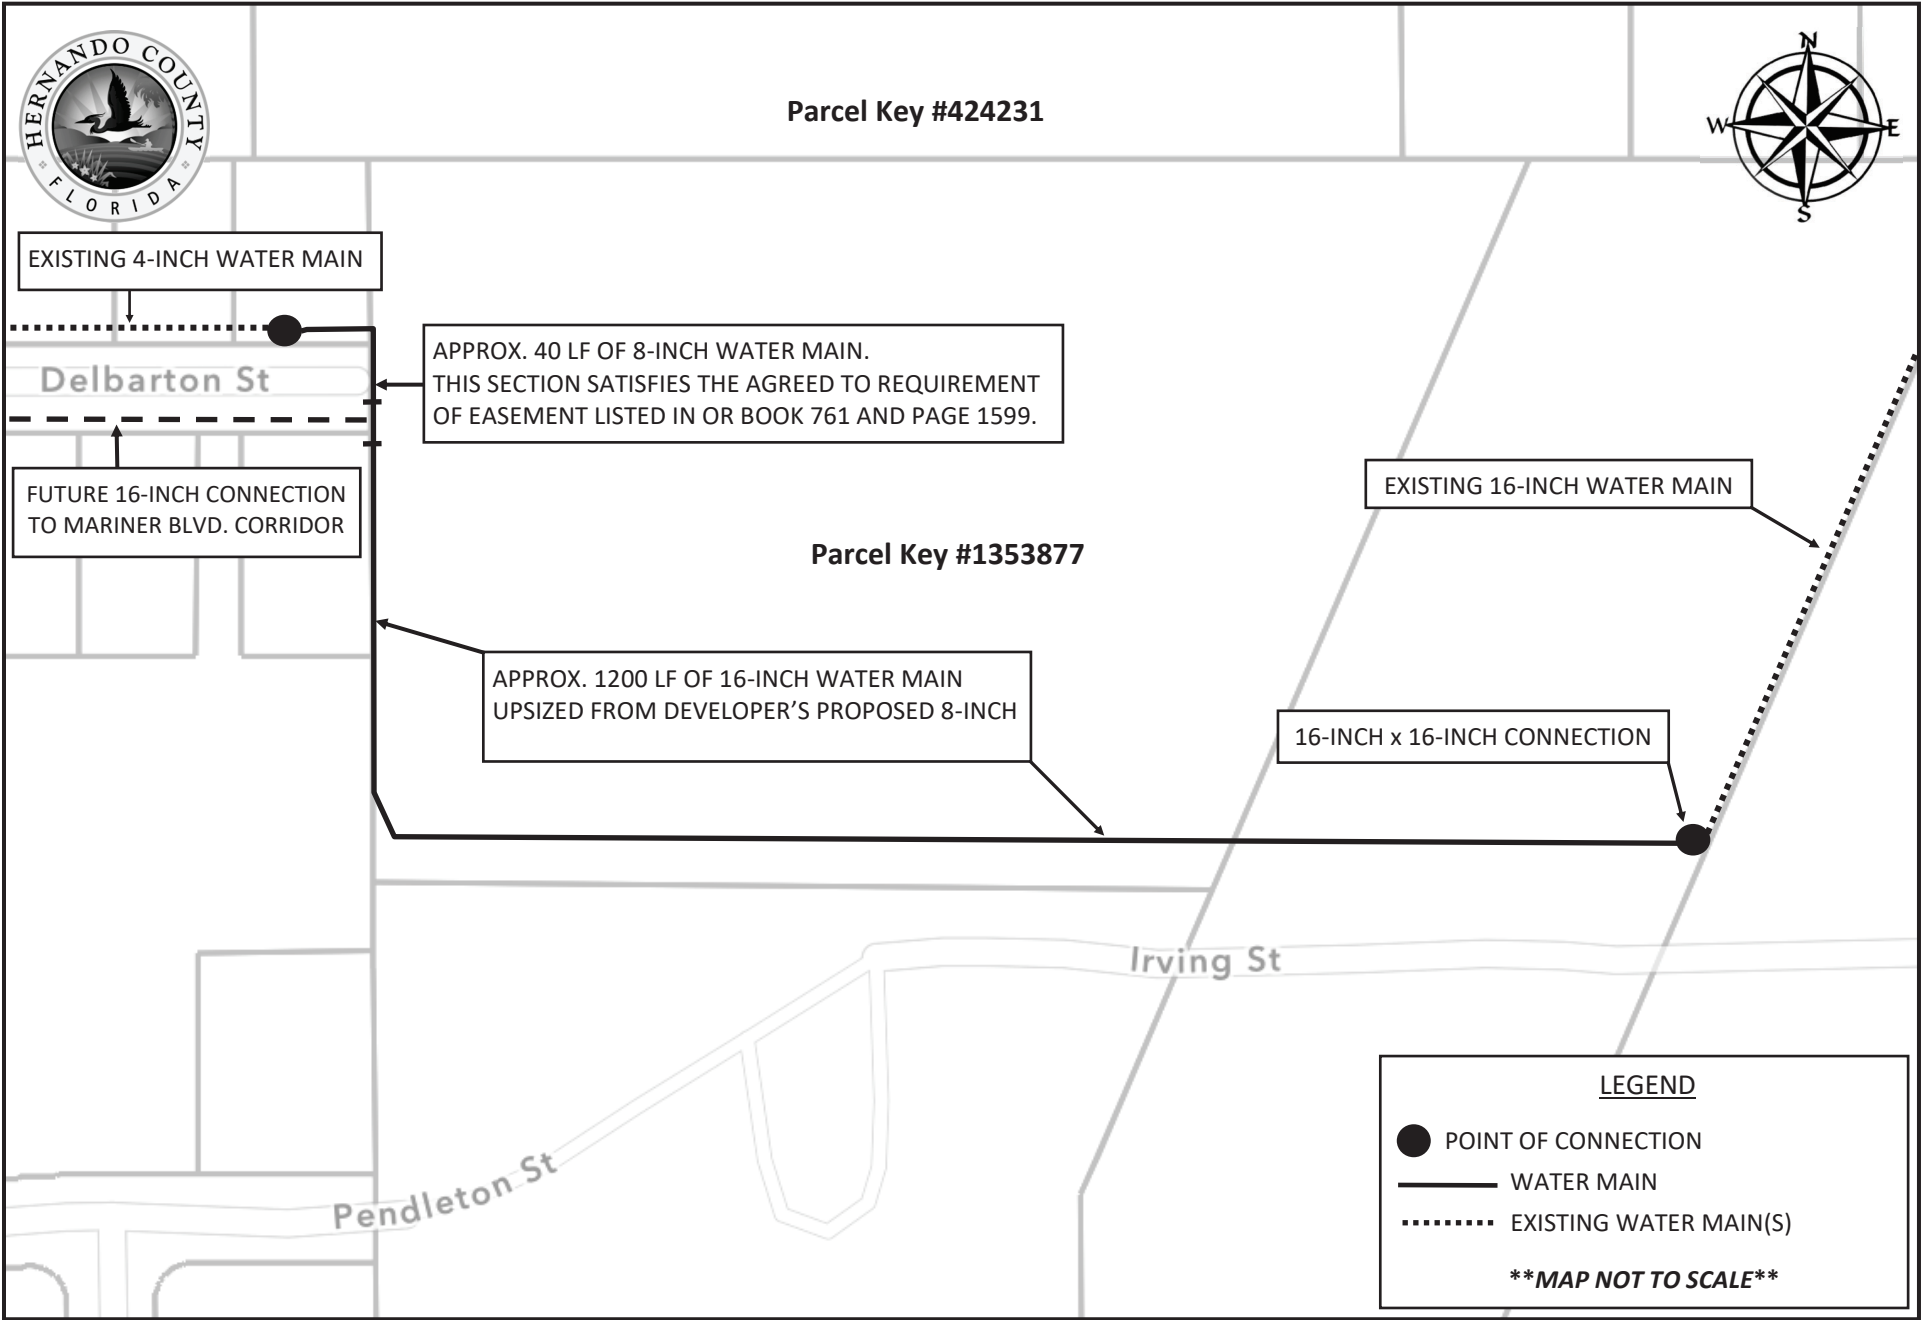 HERNANDO COUNTY
FLORIDA
Parcel Key #424231
N
W
E
S
EXISTING 4-INCH WATER MAIN
Delbarton St
APPROX. 40 LF OF 8-INCH WATER MAIN.
THIS SECTION SATISFIES THE AGREED TO REQUIREMENT
OF EASEMENT LISTED IN OR BOOK 761 AND PAGE 1599.
FUTURE 16-INCH CONNECTION
TO MARINER BLVD. CORRIDOR
EXISTING 16-INCH WATER MAIN
Parcel Key #1353877
APPROX. 1200 LF OF 16-INCH WATER MAIN
UPSIZED FROM DEVELOPER’S PROPOSED 8-INCH
16-INCH x 16-INCH CONNECTION
Irving St
Pendleton St
LEGEND
POINT OF CONNECTION
WATER MAIN
EXISTING WATER MAIN(S)
**MAP NOT TO SCALE**